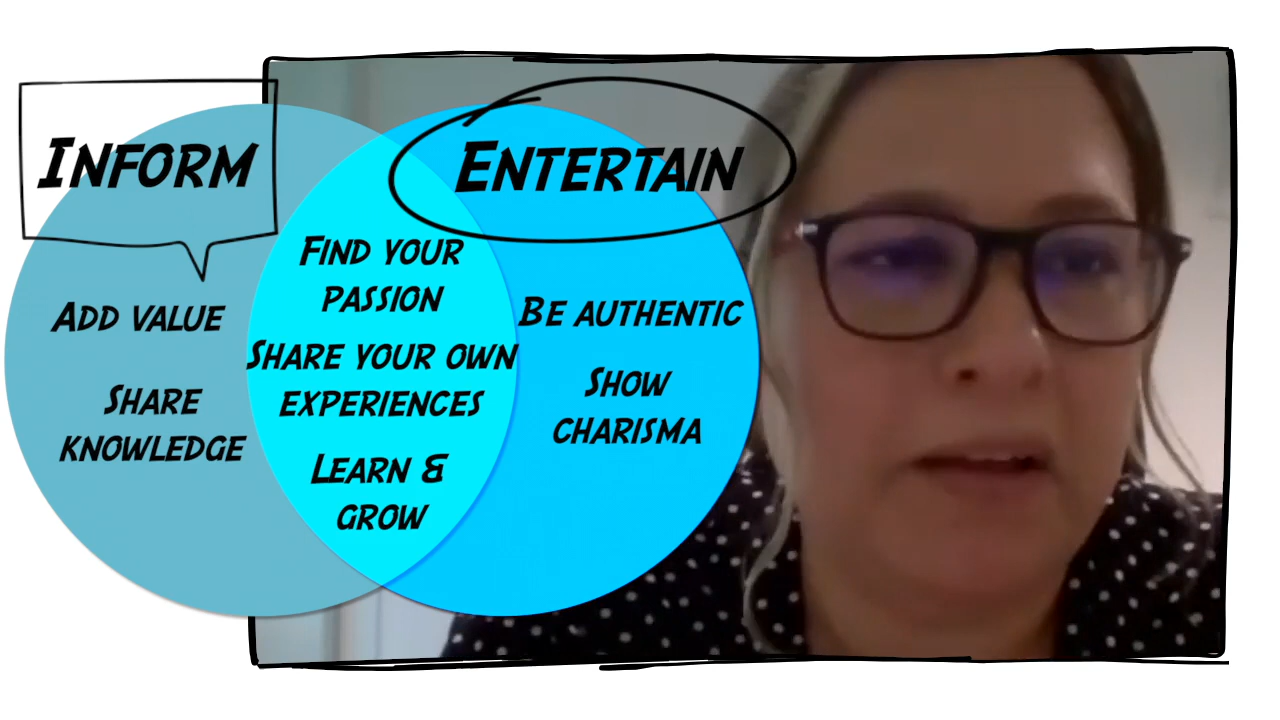 INFORM
ENTERTAIN
ADD VALUE
SHARE
KNOWLEDGE
FIND YOUR
PASSION
SHARE YOUR OWN
EXPERIENCES
LEARN &
GROW
BE AUTHENTIC
SHOW
CHARISMA